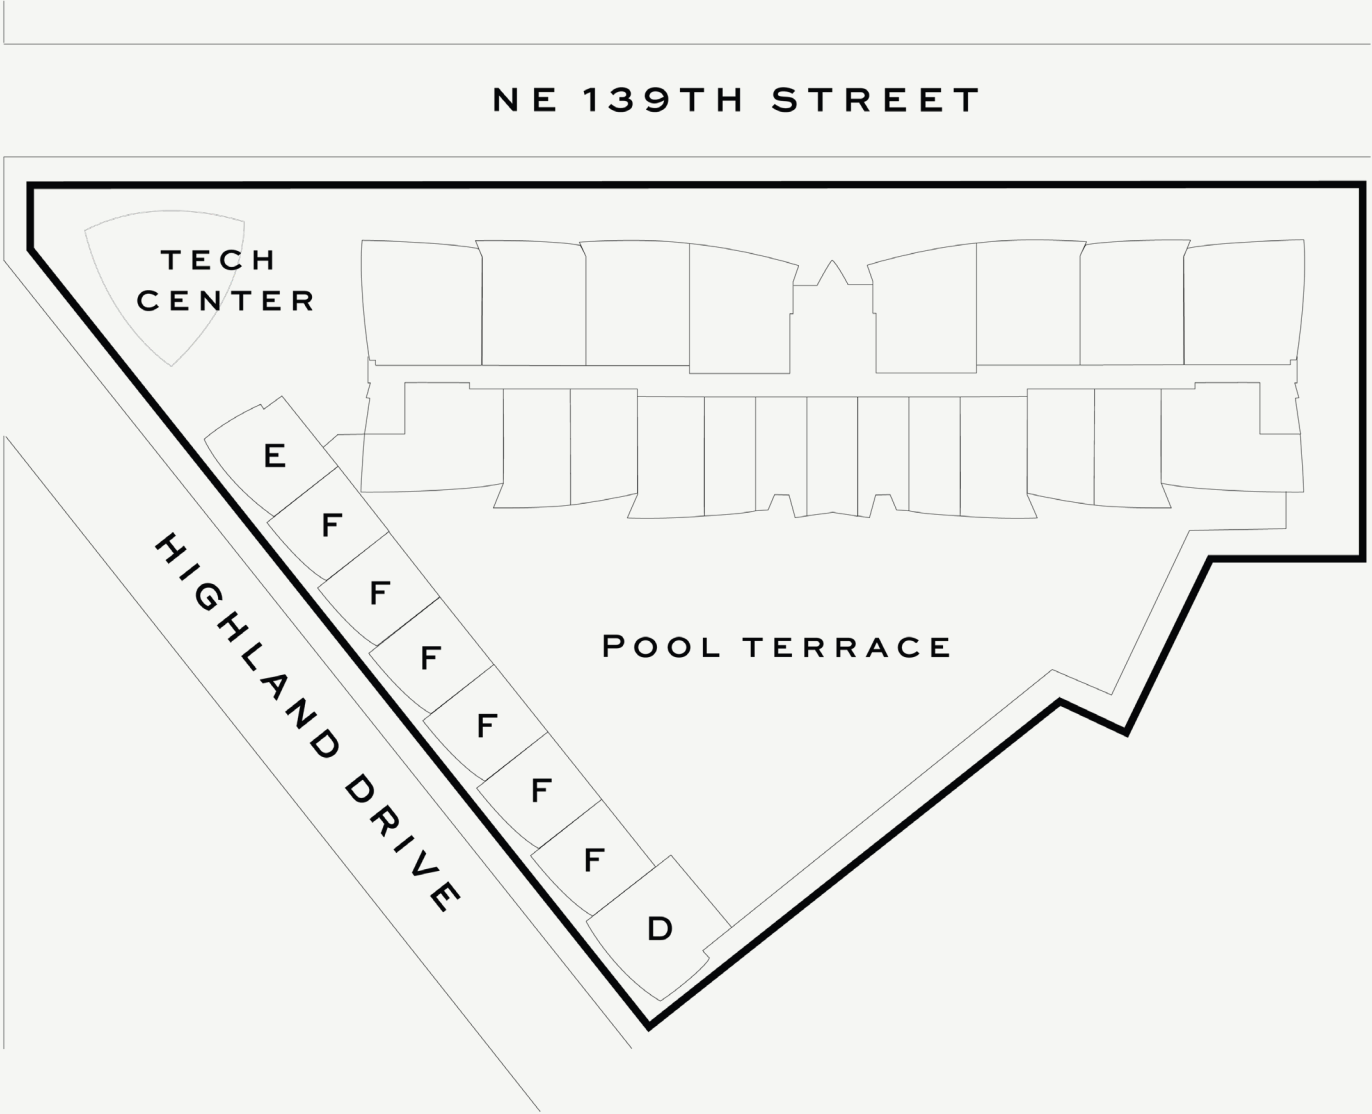 NE 139TH STREET
TECH
CENTER
E
F
F
HIGHLAND DRIVE
F
POOL TERRACE
F
F
F
D